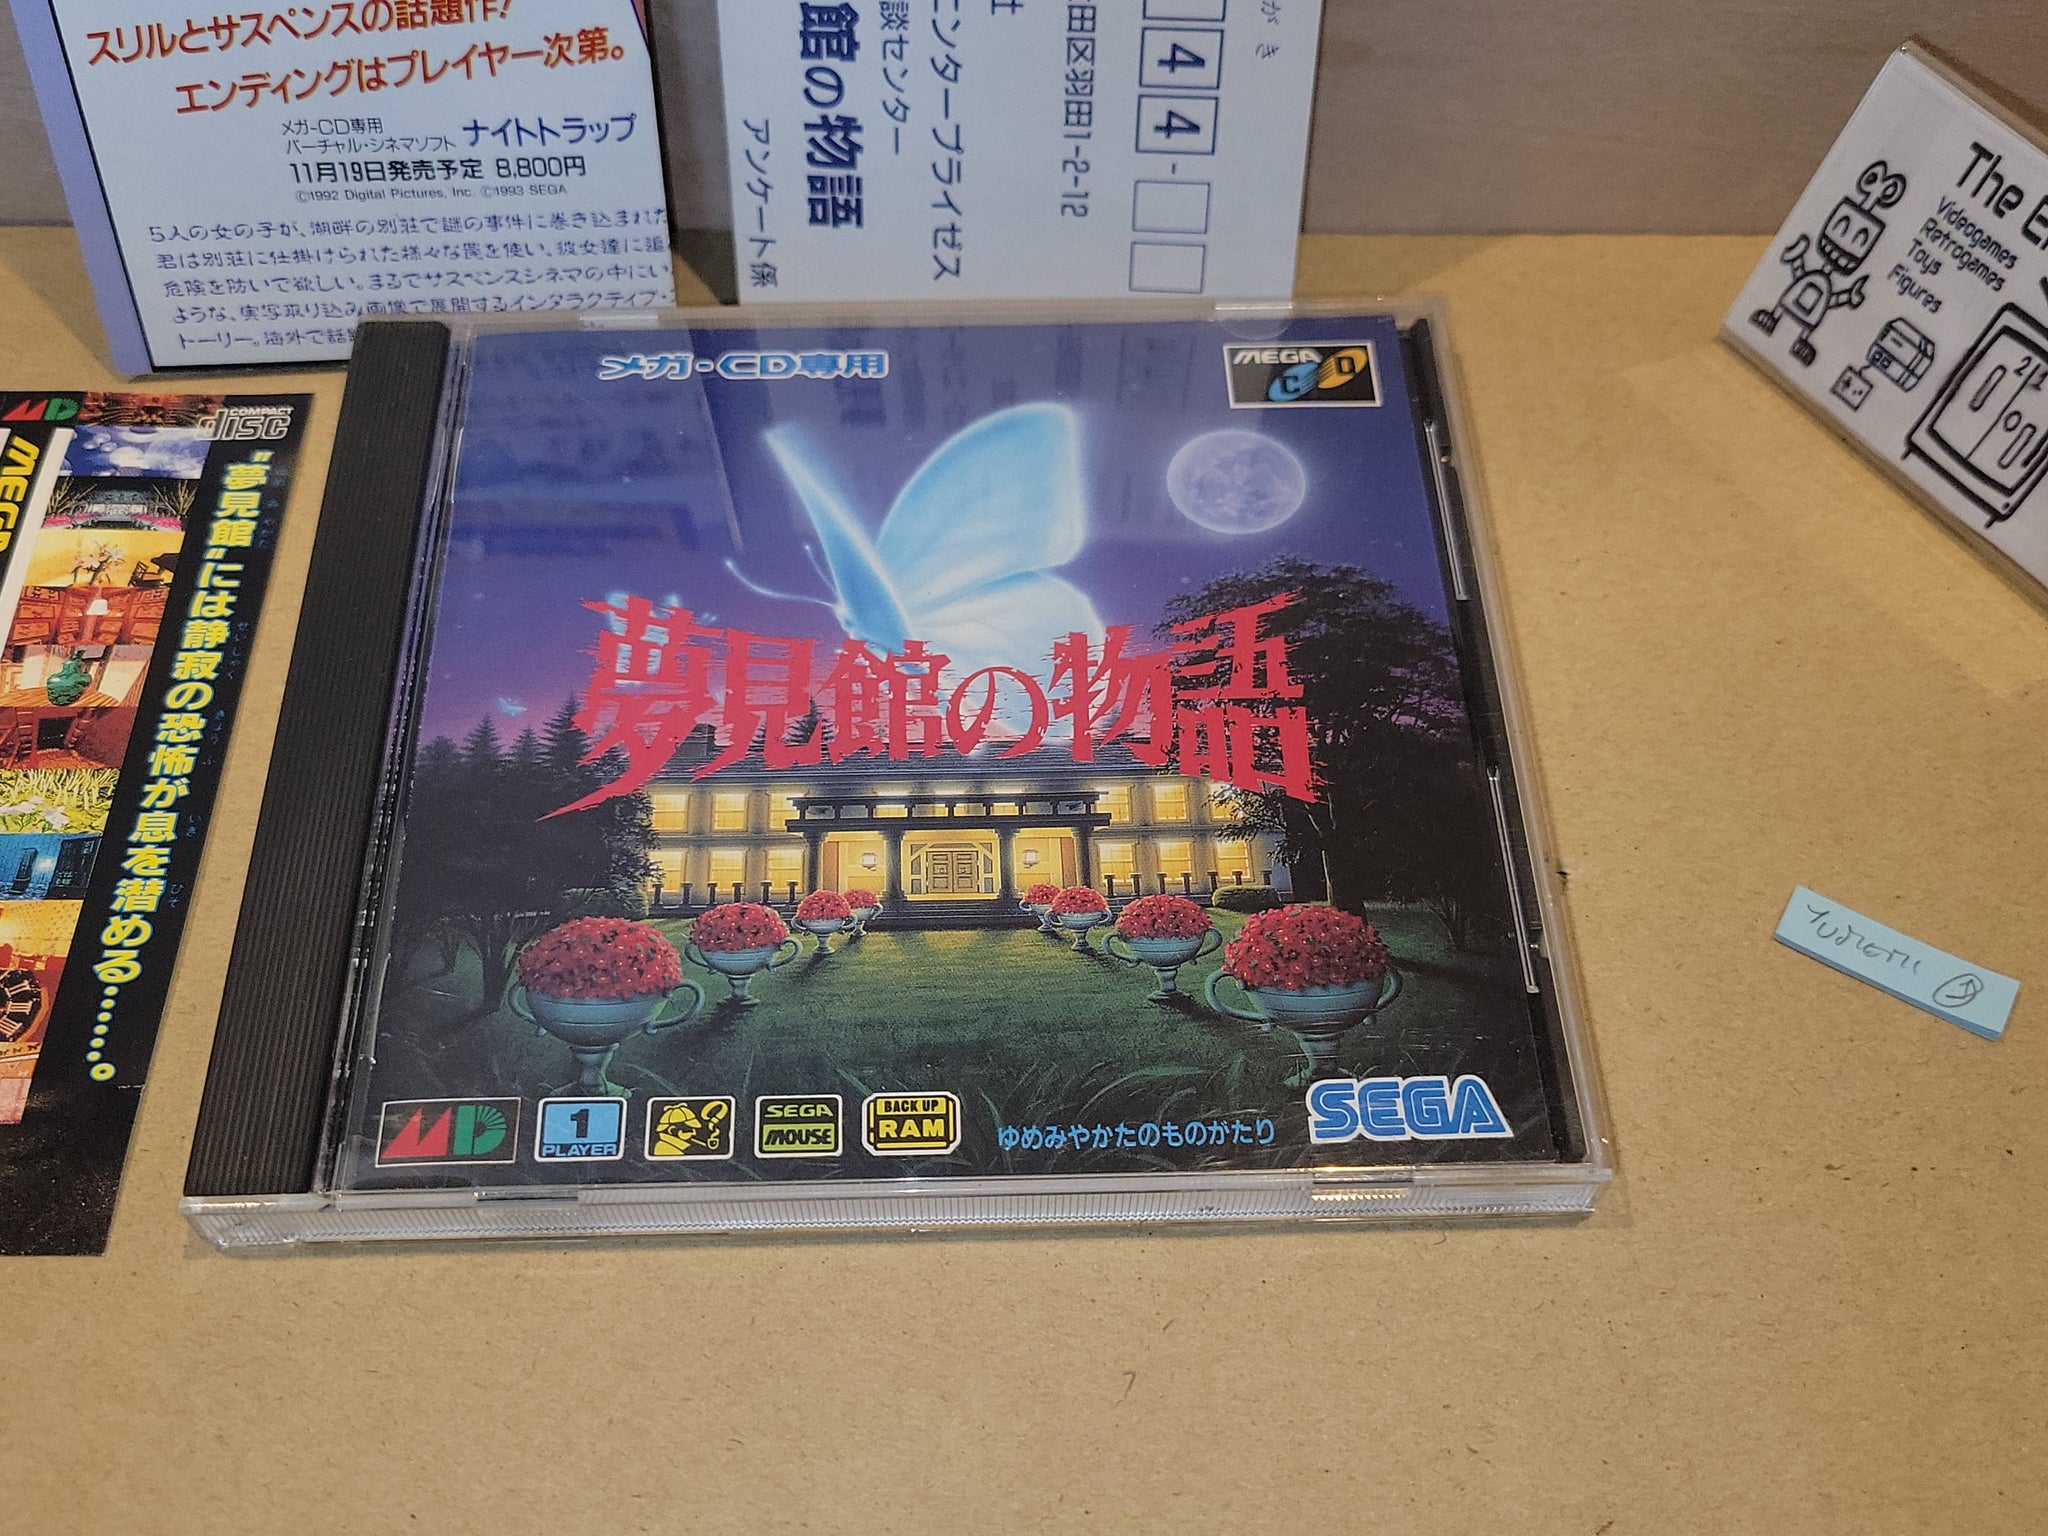 スリルとサスペンスの話題作!
エンディングはプレイヤー次第。
メガ-CD専用
バーチャル・シネマソフト ナイトトラップ
11月19日発売予定 8,800円
©1992 Digital Pictures, Inc. ©1993 SEGA
5人の女の子が、湖畔の別荘で謎の事件に巻き込まれた
君は別荘に仕掛けられた様々な罠を使い、彼女達に迫
危険を防いで欲しい。まるでサスペンスシネマの中にい
ような、実写取り込み画像で展開するインタラクティブ・
トーリー。海外で話
がき
44-
田区羽田1-2-12
ンタープライゼス
談センター
館の物語
アンケート係
The E
Videogames
Retrogames
Toys
Figures
21
MD
COMPACT
disc
MEGA
"夢見館"には静寂の恐怖が息を潜める……。
メガ-CD専用
MEGA
CD
夢見館の物語
MD
1
PLAYER
SEGA
MOUSE
BACK UP
RAM
ゆめみやかたのものがたり
SEGA